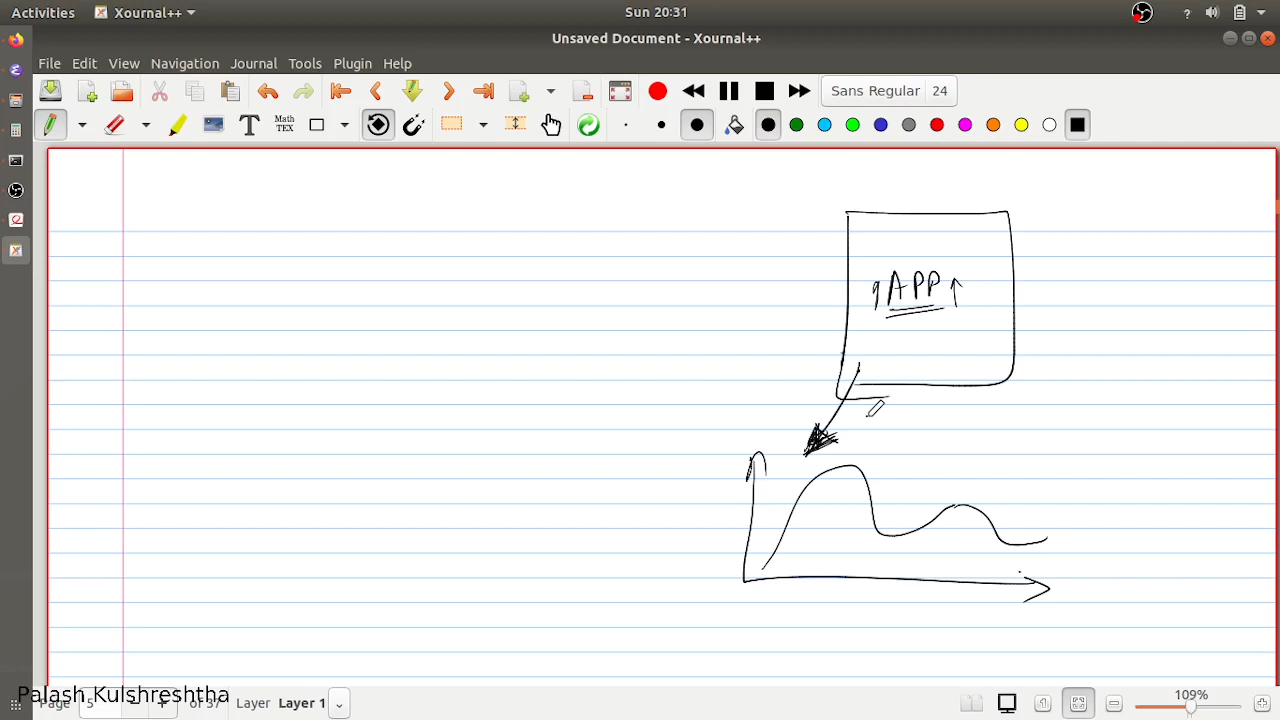 Activities Xournal++ Sun 20:31
Unsaved Document - Xournal++
File Edit View Navigation Journal Tools Plugin Help
Sans Regular 24
Math
TEX
APP
Palash Kulshreshtha
Page 5 of 37 Layer Layer 1 109%